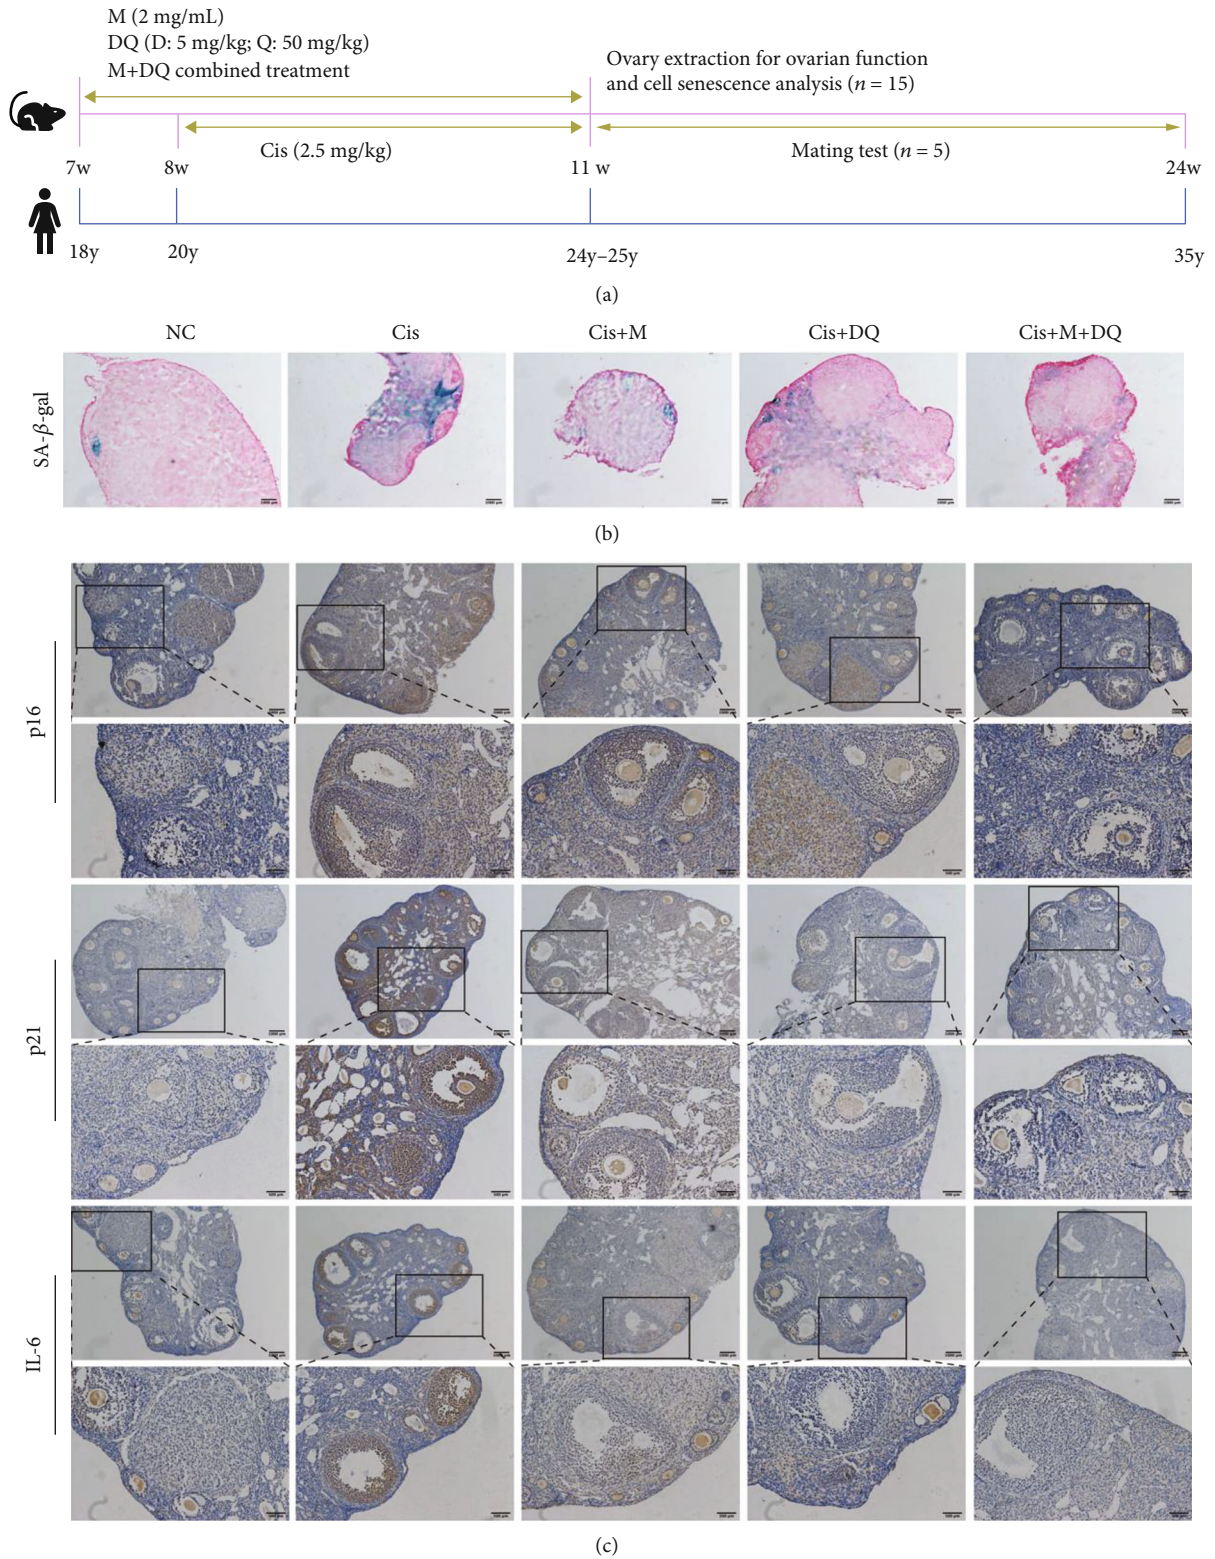 M (2 mg/mL)
DQ (D: 5 mg/kg; Q: 50 mg/kg)
M+DQ combined treatment
Ovary extraction for ovarian function
and cell senescence analysis (n = 15)
Cis (2.5 mg/kg)
Mating test (n = 5)
7w
8w
11 w
24w
18y
20y
24y–25y
35y
(a)
NC
Cis
Cis+M
Cis+DQ
Cis+M+DQ
SA-β-gal
(b)
p16
p21
IL-6
(c)